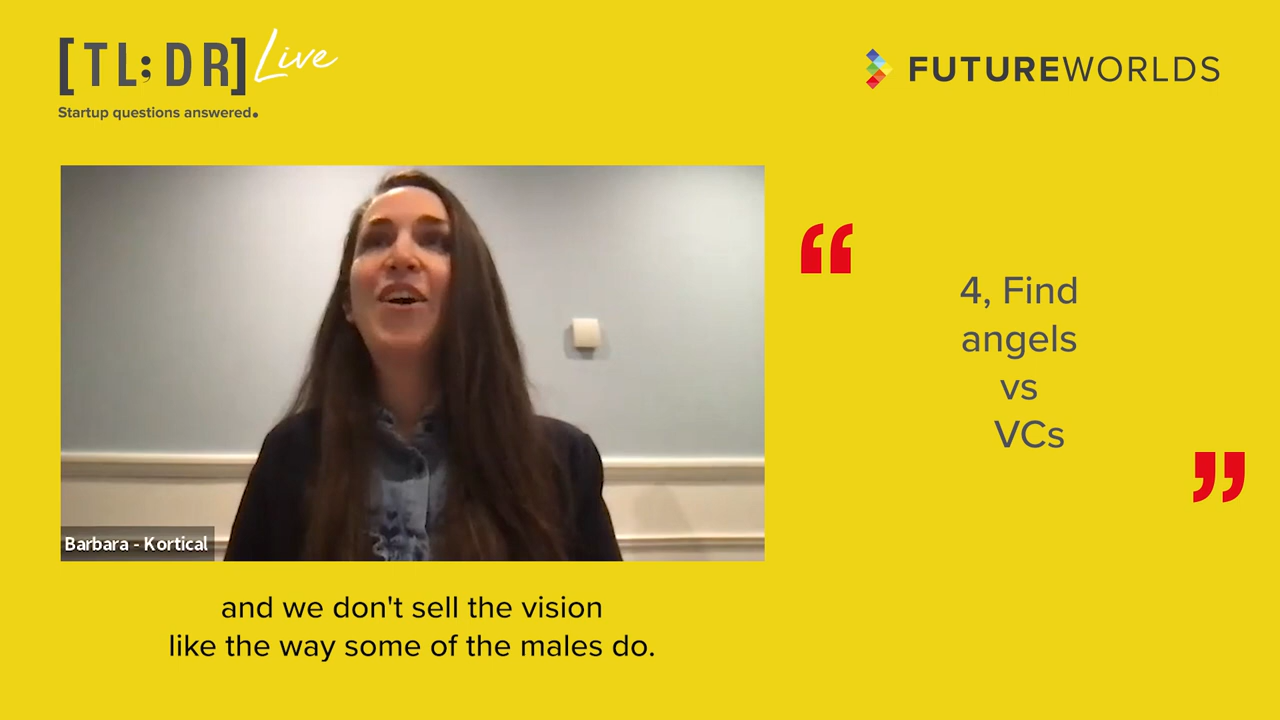 [TL;DR] Live
Startup questions answered.
FUTUREWORLDS
“
4, Find
angels
vs
VCs
”
Barbara - Kortical
and we don't sell the vision
like the way some of the males do.